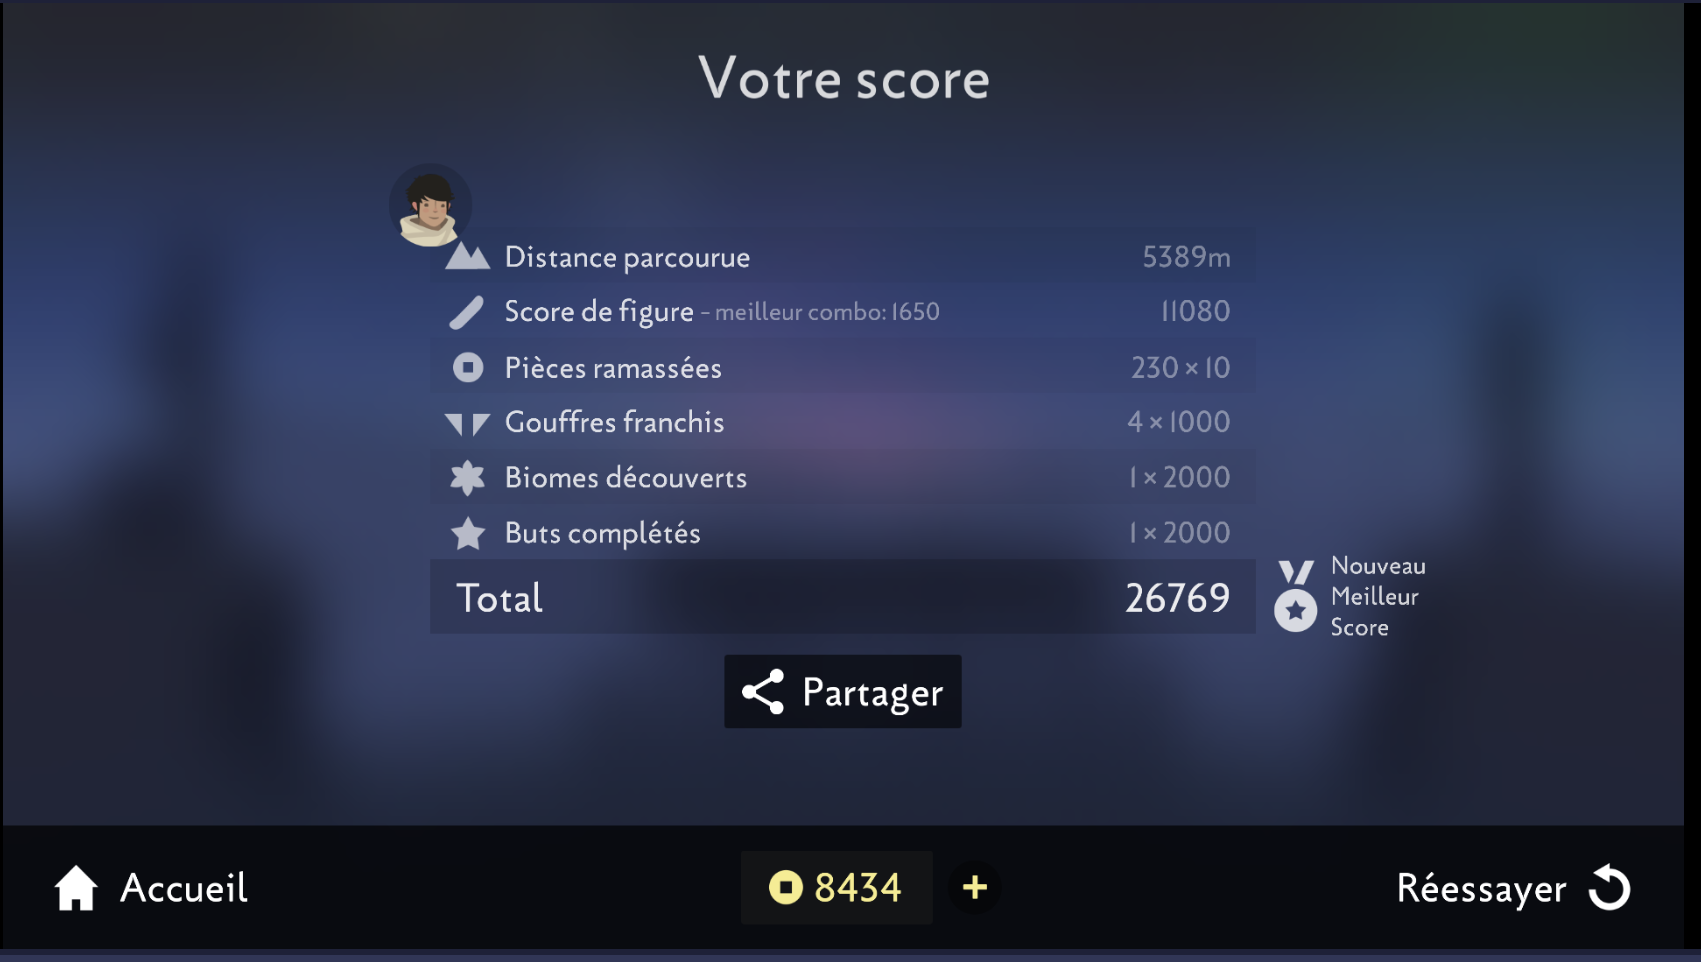 Votre score
Distance parcourue 5389m
Score de figure - meilleur combo: 1650 11080
Pièces ramassées 230 × 10
Gouffres franchis 4 × 1000
Biomes découverts 1 × 2000
Buts complétés 1 × 2000
Total 26769
Nouveau
Meilleur
Score
Partager
Accueil 8434 + Réessayer